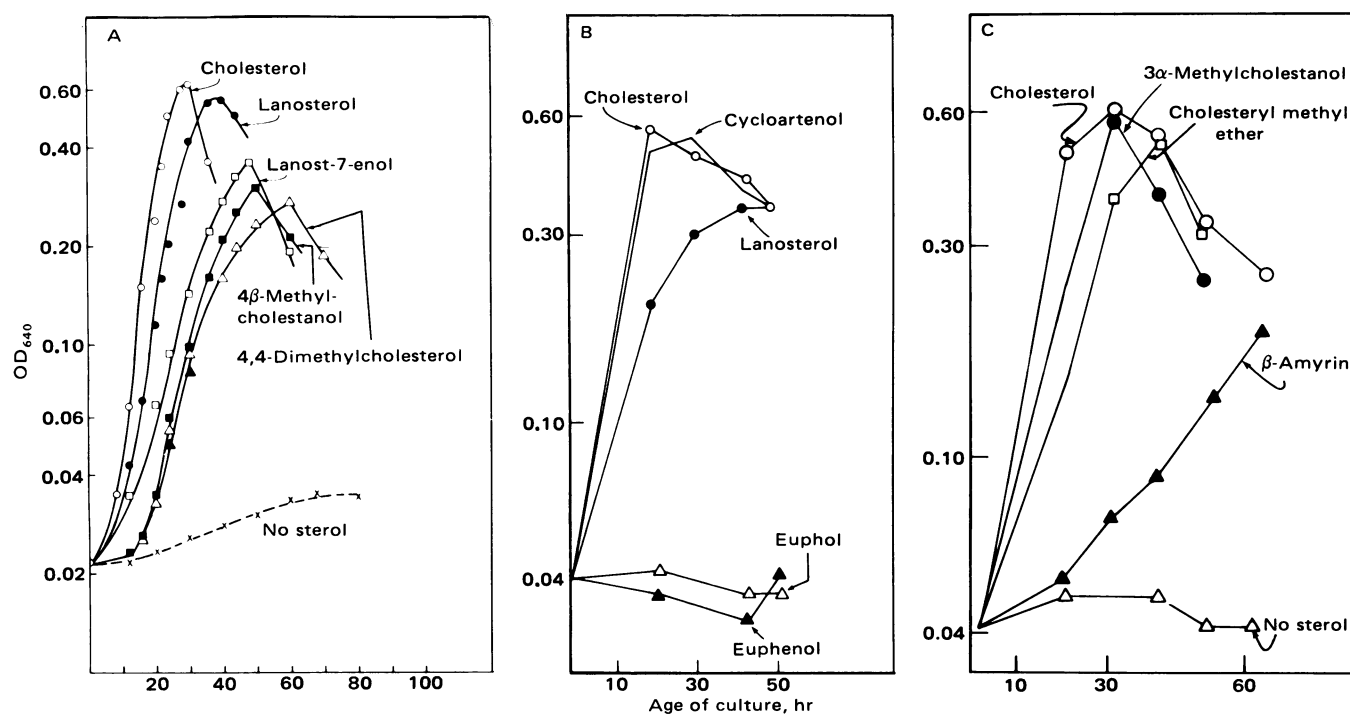 A
Cholesterol
Lanosterol
Lanost-7-enol
4β-Methyl-
cholestanol
4,4-Dimethylcholesterol
No sterol
OD640
0.60
0.40
0.20
0.10
0.06
0.04
0.02
20
40
60
80
100
B
Cholesterol
Cycloartenol
Lanosterol
Euphol
Euphenol
0.60
0.30
0.10
0.04
10
30
50
Age of culture, hr
C
3α-Methylcholestanol
Cholesterol
Cholesteryl methyl
ether
β-Amyrin
No sterol
0.60
0.30
0.10
0.04
10
30
60